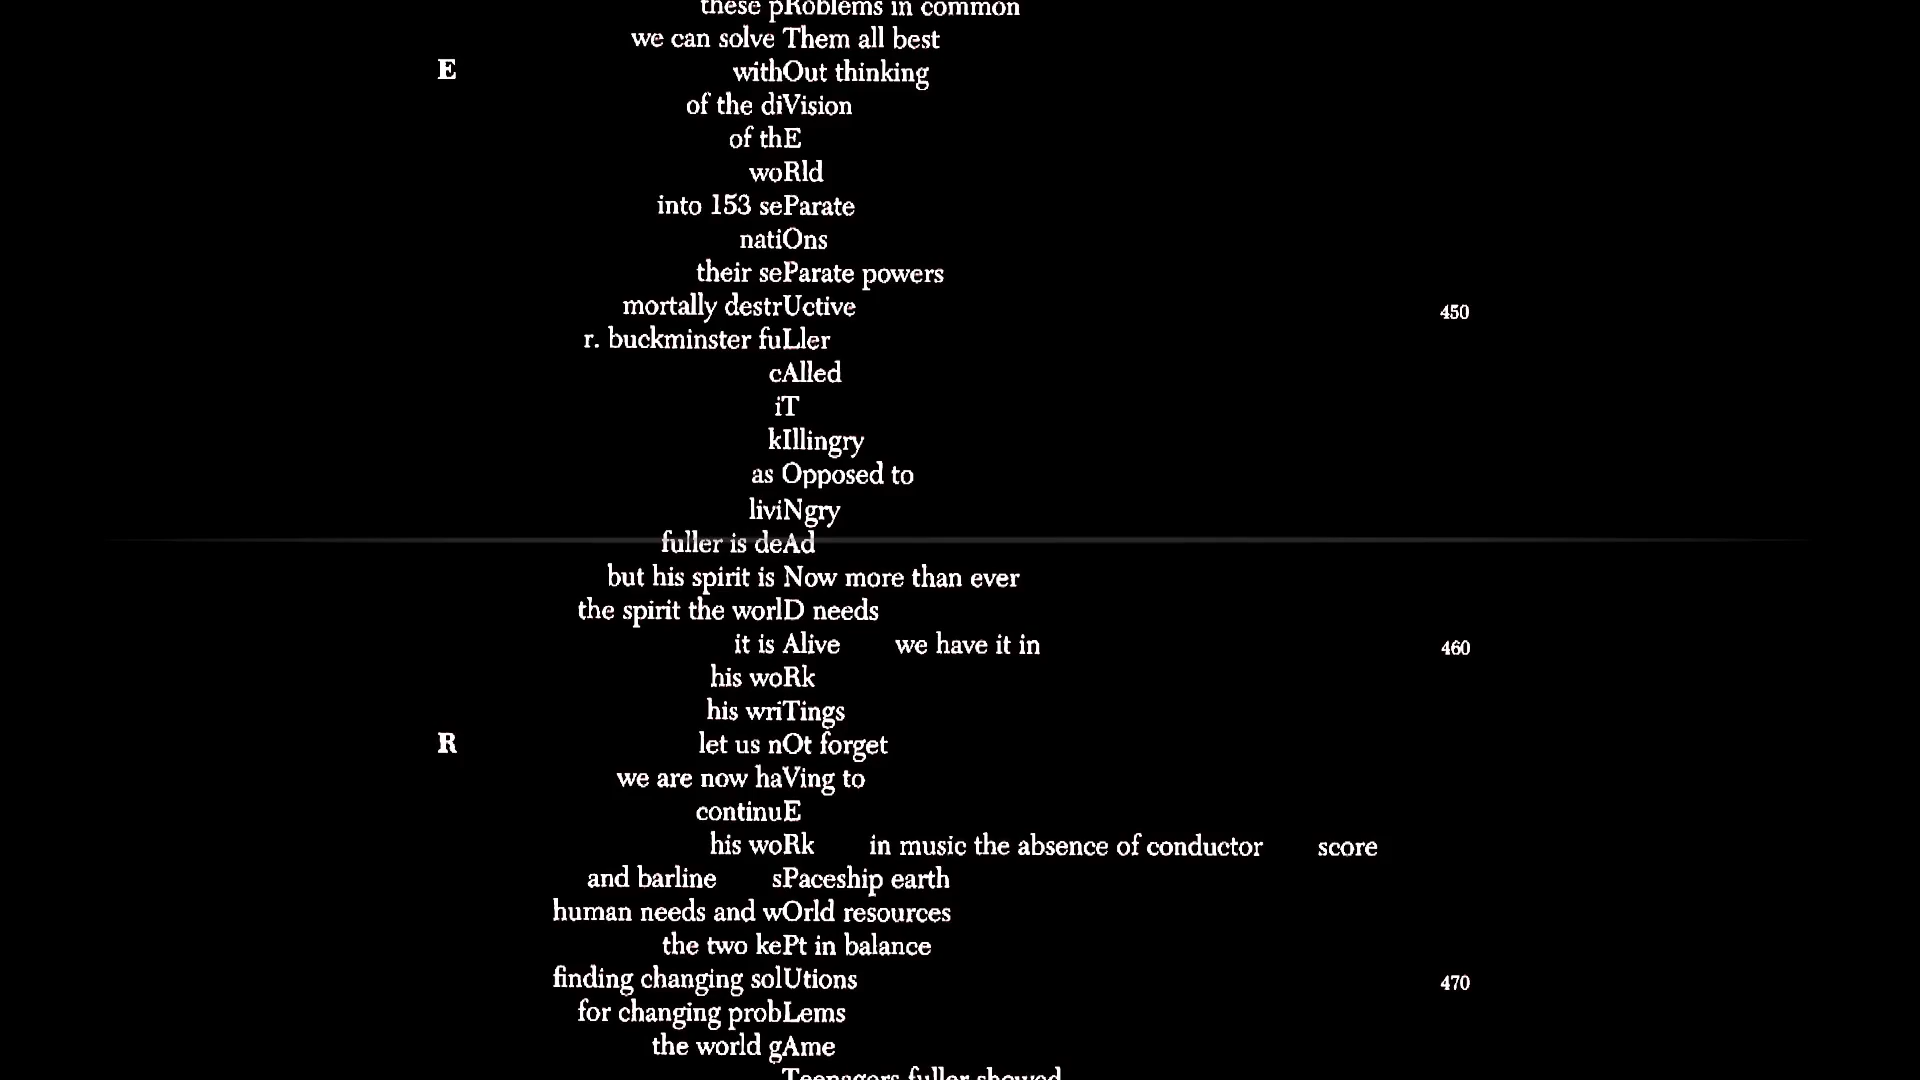 these pRoblems in common
we can solve Them all best
E withOut thinking
of the diVision
of thE
woRld
into 153 seParate
natiOns
their seParate powers
mortally destrUctive 450
r. buckminster fuLler
cAlled
iT
kIllingry
as Opposed to
liviNgry
fuller is deAd
but his spirit is Now more than ever
the spirit the worlD needs
it is Alive we have it in 460
his woRk
his wriTings
R let us nOt forget
we are now haVing to
continuE
his woRk in music the absence of conductor score
and barline sPaceship earth
human needs and wOrld resources
the two kePt in balance
finding changing solUtions 470
for changing probLems
the world gAme
Teenagers fuller showed